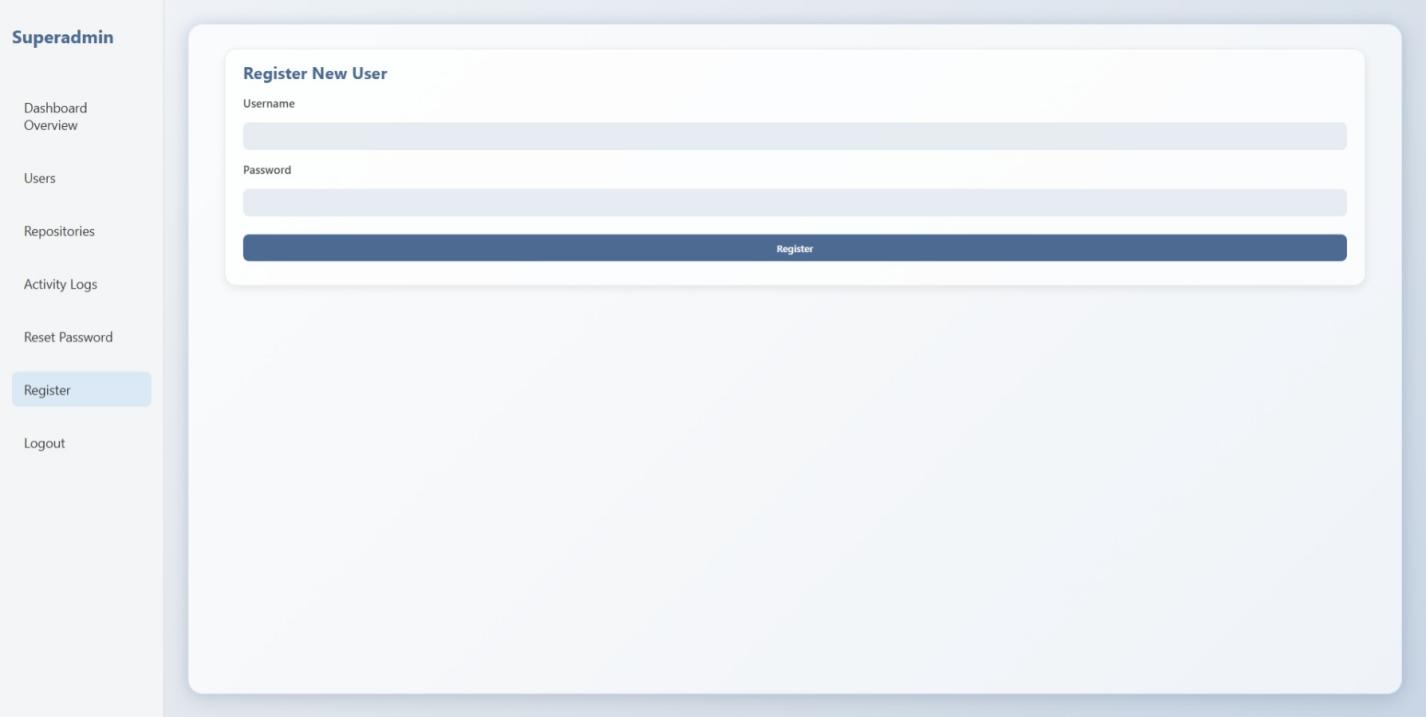 Superadmin
Dashboard
Overview
Users
Repositories
Activity Logs
Reset Password
Register
Logout
Register New User
Username
Password
Register